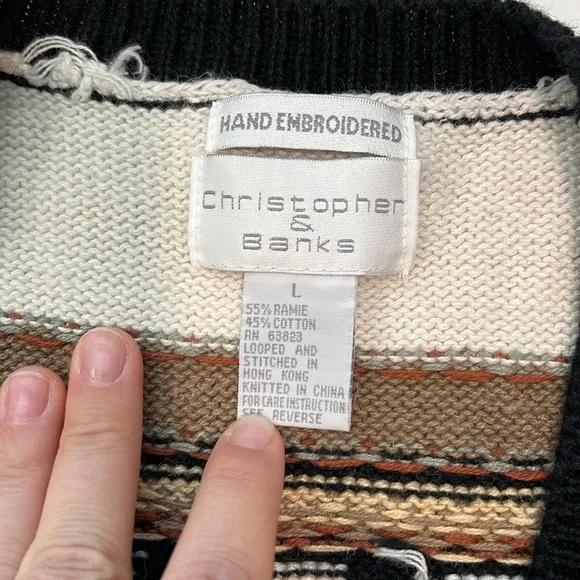 HAND EMBROIDERED
Christopher
&
Banks
L
55% RAMIE
45% COTTON
RN 63823
LOOPED AND
STITCHED IN
HONG KONG
KNITTED IN CHINA
FOR CARE INSTRUCTION
SEE REVERSE